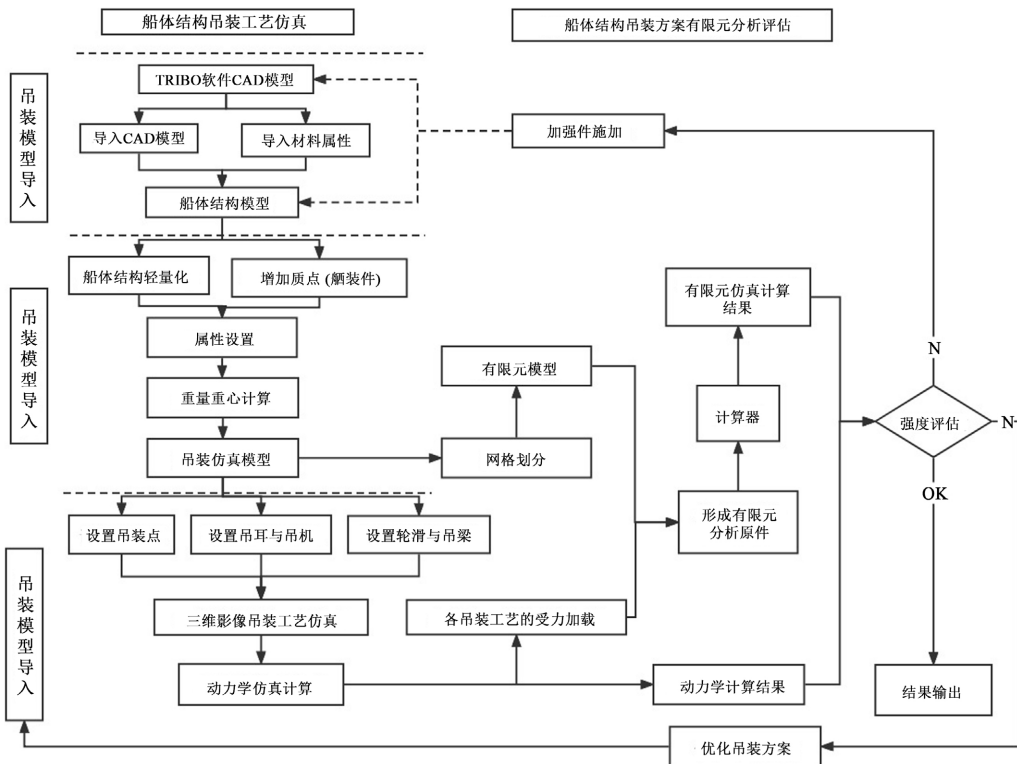 船体结构吊装工艺仿真
船体结构吊装方案有限元分析评估
吊装模型导入
TRIBO软件CAD模型
导入CAD模型
导入材料属性
加强件施加
船体结构模型
吊装模型导入
船体结构轻量化
增加质点 (舾装件)
属性设置
重量重心计算
吊装仿真模型
有限元模型
网格划分
有限元仿真计算
结果
计算器
形成有限元
分析原件
N
强度评估
N
OK
设置吊装点
设置吊耳与吊机
设置轮滑与吊梁
吊装模型导入
三维影像吊装工艺仿真
各吊装工艺的受力加载
动力学仿真计算
动力学计算结果
结果输出
优化吊装方案